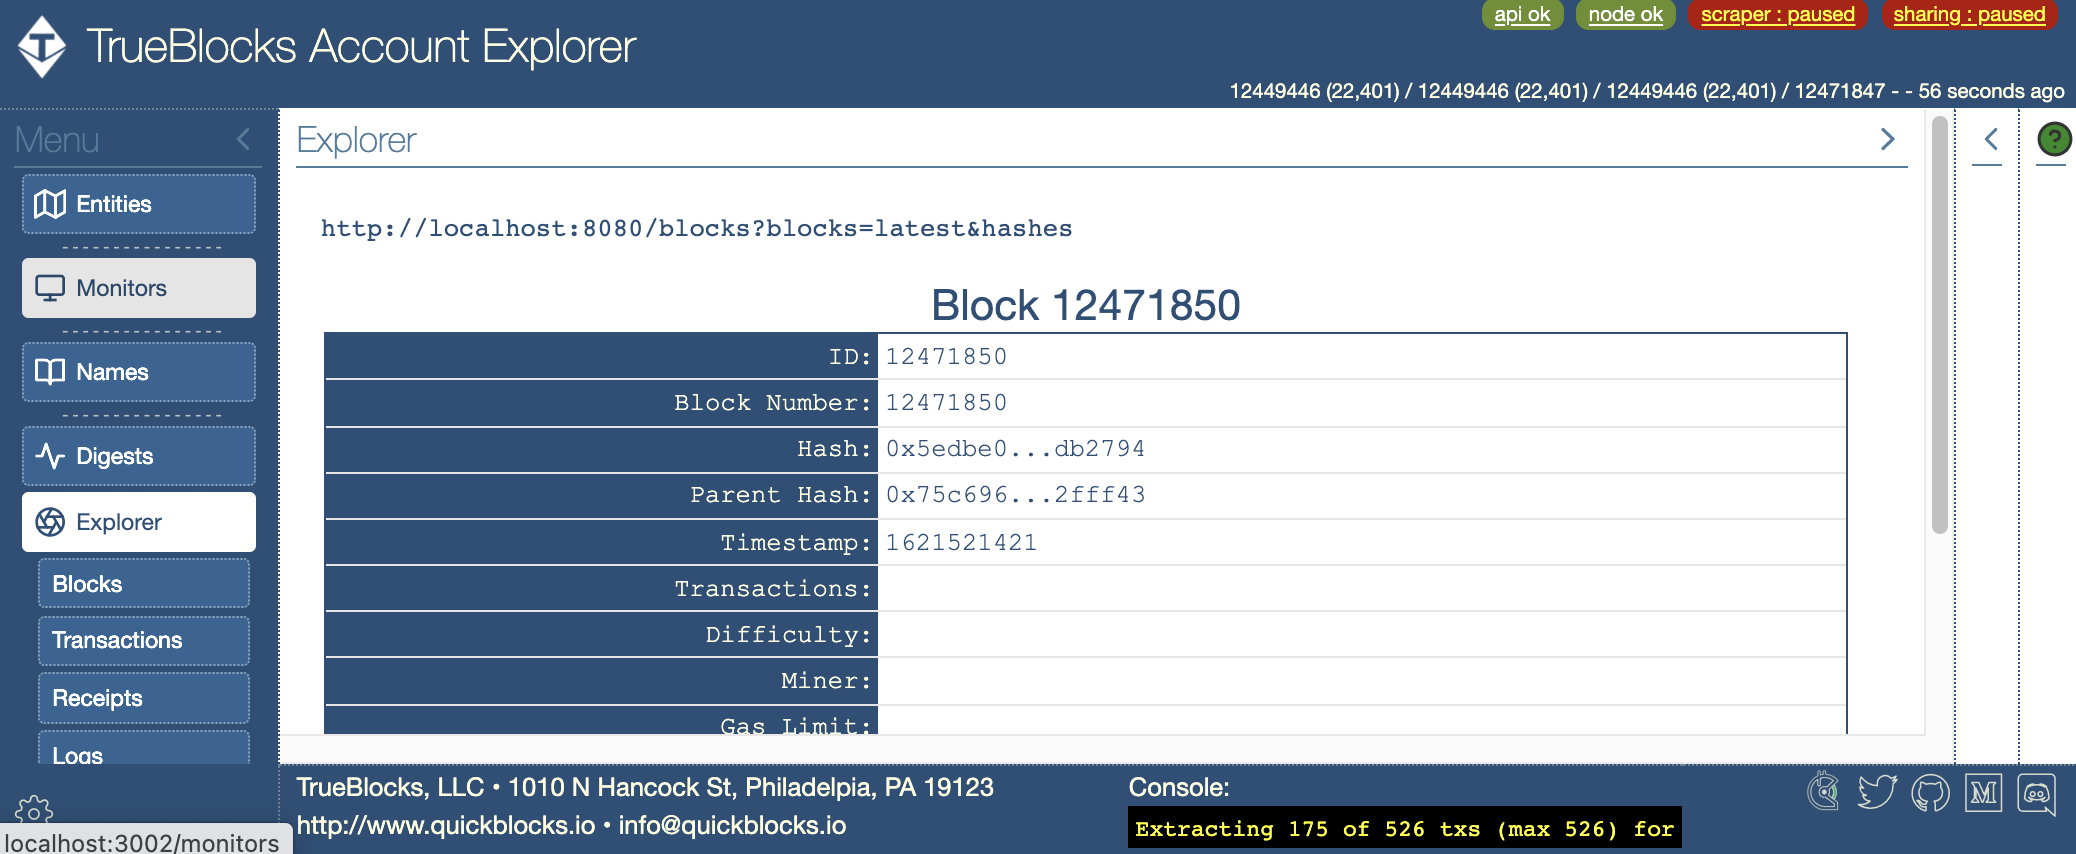 api ok
node ok
scraper : paused
sharing : paused
TrueBlocks Account Explorer
12449446 (22,401) / 12449446 (22,401) / 12449446 (22,401) / 12471847 - - 56 seconds ago
Menu
Entities
Monitors
Names
Digests
Explorer
Blocks
Transactions
Receipts
Logs
Explorer
?
http://localhost:8080/blocks?blocks=latest&hashes
Block 12471850
ID: 12471850
Block Number: 12471850
Hash: 0x5edbe0...db2794
Parent Hash: 0x75c696...2fff43
Timestamp: 1621521421
Transactions:
Difficulty:
Miner:
Gas Limit:
TrueBlocks, LLC • 1010 N Hancock St, Philadelpia, PA 19123
http://www.quickblocks.io • info@quickblocks.io
Console:
Extracting 175 of 526 txs (max 526) for
localhost:3002/monitors